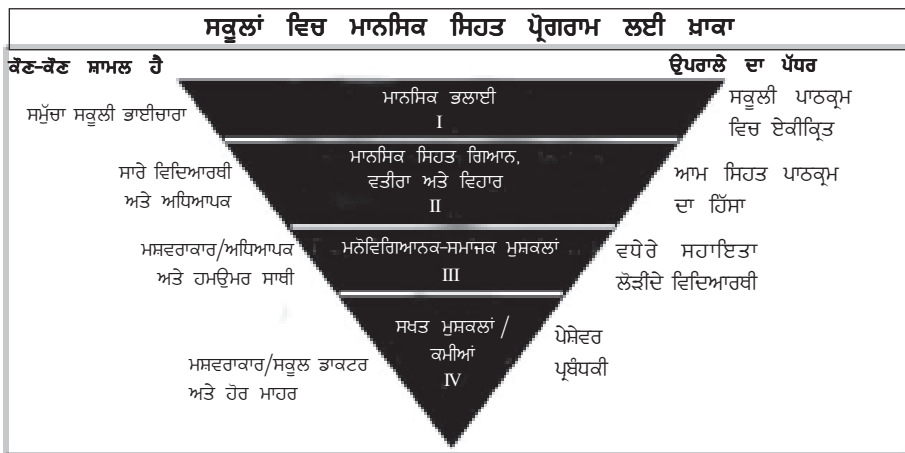 ਸਕੂਲਾਂ ਵਿਚ ਮਾਨਸਿਕ ਸਿਹਤ ਪ੍ਰੋਗਰਾਮ ਲਈ ਖ਼ਾਕਾ
ਕੌਣ-ਕੌਣ ਸ਼ਾਮਲ ਹੈ
ਉਪਰਾਲੇ ਦਾ ਪੱਧਰ
ਸਮੁੱਚਾ ਸਕੂਲੀ ਭਾਈਚਾਰਾ
ਮਾਨਸਿਕ ਭਲਾਈ
I
ਸਕੂਲੀ ਪਾਠਕ੍ਰਮ
ਵਿਚ ਏਕੀਕ੍ਰਿਤ
ਸਾਰੇ ਵਿਦਿਆਰਥੀ
ਅਤੇ ਅਧਿਆਪਕ
ਮਾਨਸਿਕ ਸਿਹਤ ਗਿਆਨ,
ਵਤੀਰਾ ਅਤੇ ਵਿਹਾਰ
II
ਆਮ ਸਿਹਤ ਪਾਠਕ੍ਰਮ
ਦਾ ਹਿੱਸਾ
ਮਸ਼ਵਰਾਕਾਰ/ਅਧਿਆਪਕ
ਅਤੇ ਹਮਉਮਰ ਸਾਥੀ
ਮਨੋਵਿਗਿਆਨਕ-ਸਮਾਜਕ ਮੁਸ਼ਕਲਾਂ
III
ਵਧੇਰੇ ਸਹਾਇਤਾ
ਲੋੜੀਂਦੇ ਵਿਦਿਆਰਥੀ
ਮਸ਼ਵਰਾਕਾਰ/ਸਕੂਲ ਡਾਕਟਰ
ਅਤੇ ਹੋਰ ਮਾਹਰ
ਸਖਤ ਮੁਸ਼ਕਲਾਂ/
ਕਮੀਆਂ
IV
ਪੇਸ਼ੇਵਰ
ਪ੍ਰਬੰਧਕੀ